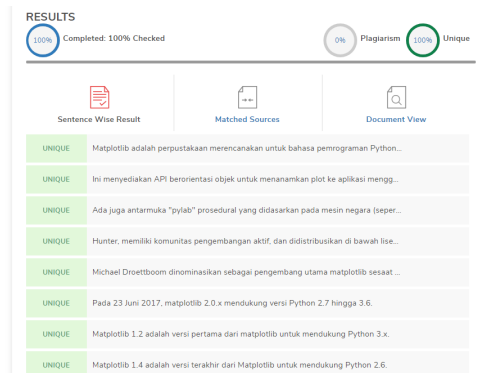 RESULTS
100% Completed: 100% Checked
0% Plagiarism 100% Unique
Sentence Wise Result Matched Sources Document View
UNIQUE Matplotlib adalah perpustakaan merencanakan untuk bahasa pemrograman Python...
UNIQUE Ini menyediakan API berorientasi objek untuk menanamkan plot ke aplikasi mengg...
UNIQUE Ada juga antarmuka "pylab" prosedural yang didasarkan pada mesin negara (seper...
UNIQUE Hunter, memiliki komunitas pengembangan aktif, dan didistribusikan di bawah lise...
UNIQUE Michael Droettboom dinominasikan sebagai pengembang utama matplotlib sesaat ...
UNIQUE Pada 23 Juni 2017, matplotlib 2.0.x mendukung versi Python 2.7 hingga 3.6.
UNIQUE Matplotlib 1.2 adalah versi pertama dari matplotlib untuk mendukung Python 3.x.
UNIQUE Matplotlib 1.4 adalah versi terakhir dari Matplotlib untuk mendukung Python 2.6.